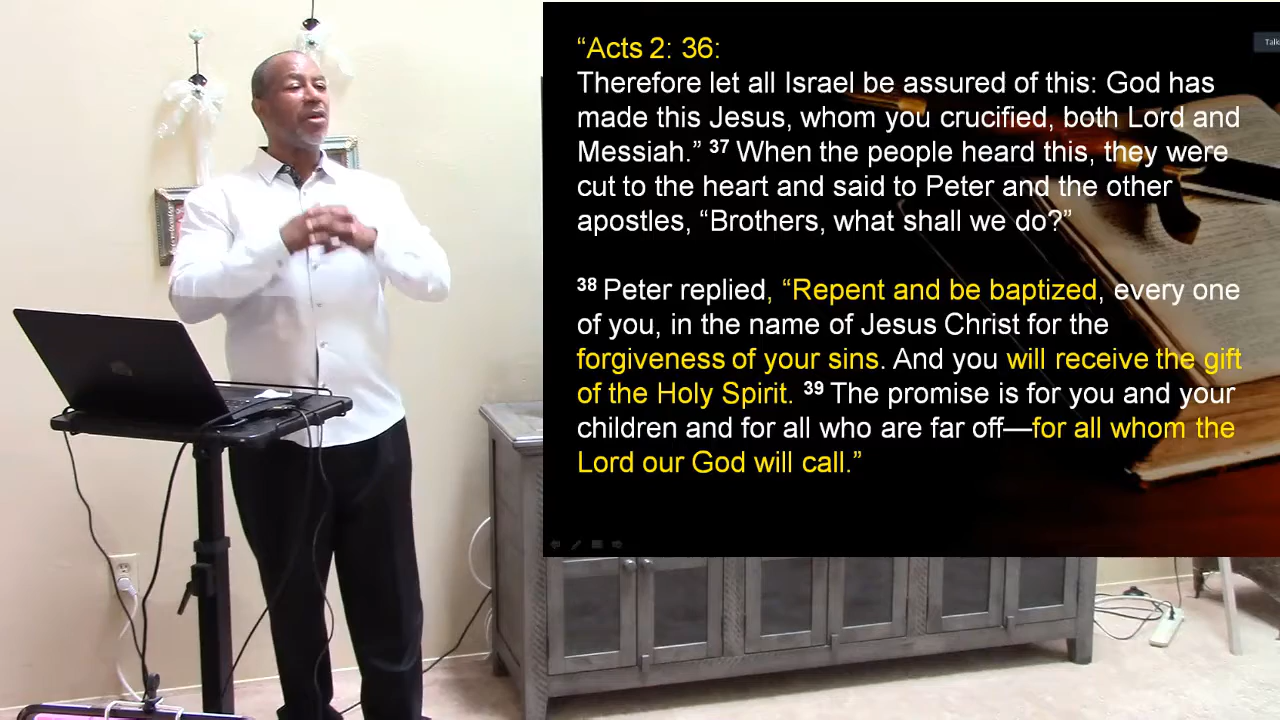 “Acts 2: 36:
Therefore let all Israel be assured of this: God has
made this Jesus, whom you crucified, both Lord and
Messiah.” 37 When the people heard this, they were
cut to the heart and said to Peter and the other
apostles, “Brothers, what shall we do?”
38 Peter replied, “Repent and be baptized, every one
of you, in the name of Jesus Christ for the
forgiveness of your sins. And you will receive the gift
of the Holy Spirit. 39 The promise is for you and your
children and for all who are far off—for all whom the
Lord our God will call.”